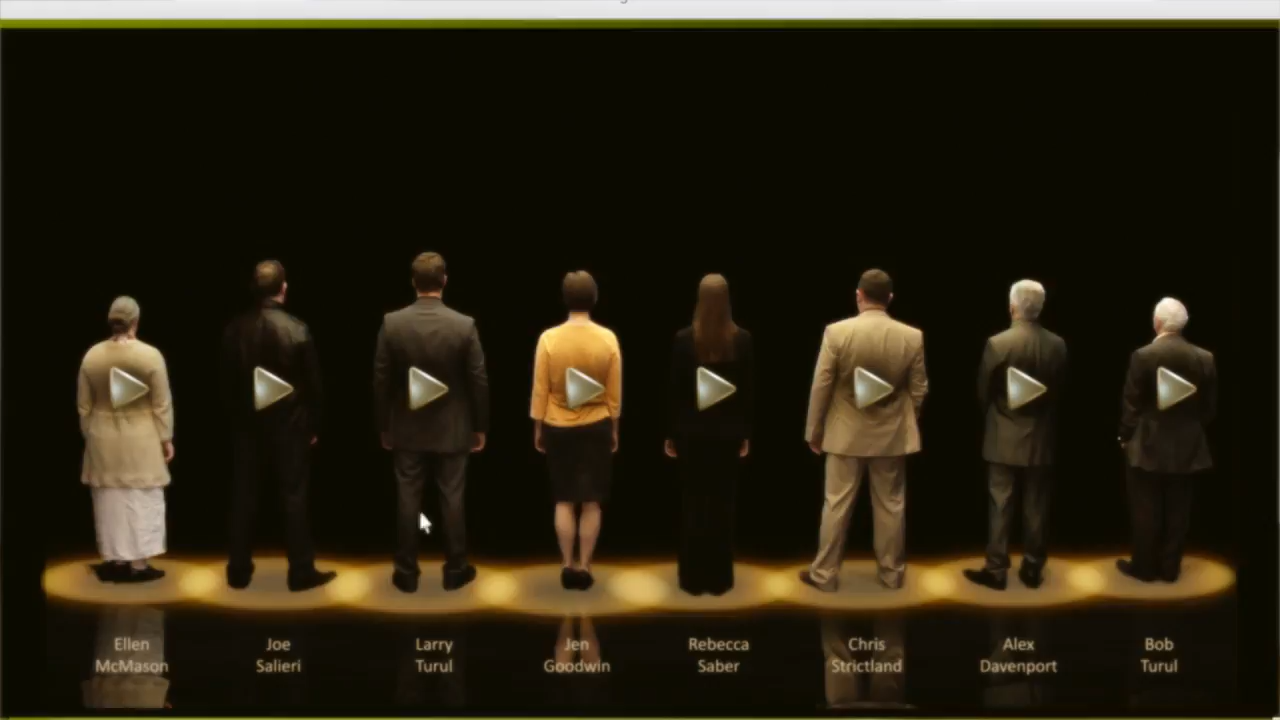 Ellen
McMason
Joe
Salieri
Larry
Turul
Jen
Goodwin
Rebecca
Saber
Chris
Strictland
Alex
Davenport
Bob
Turul